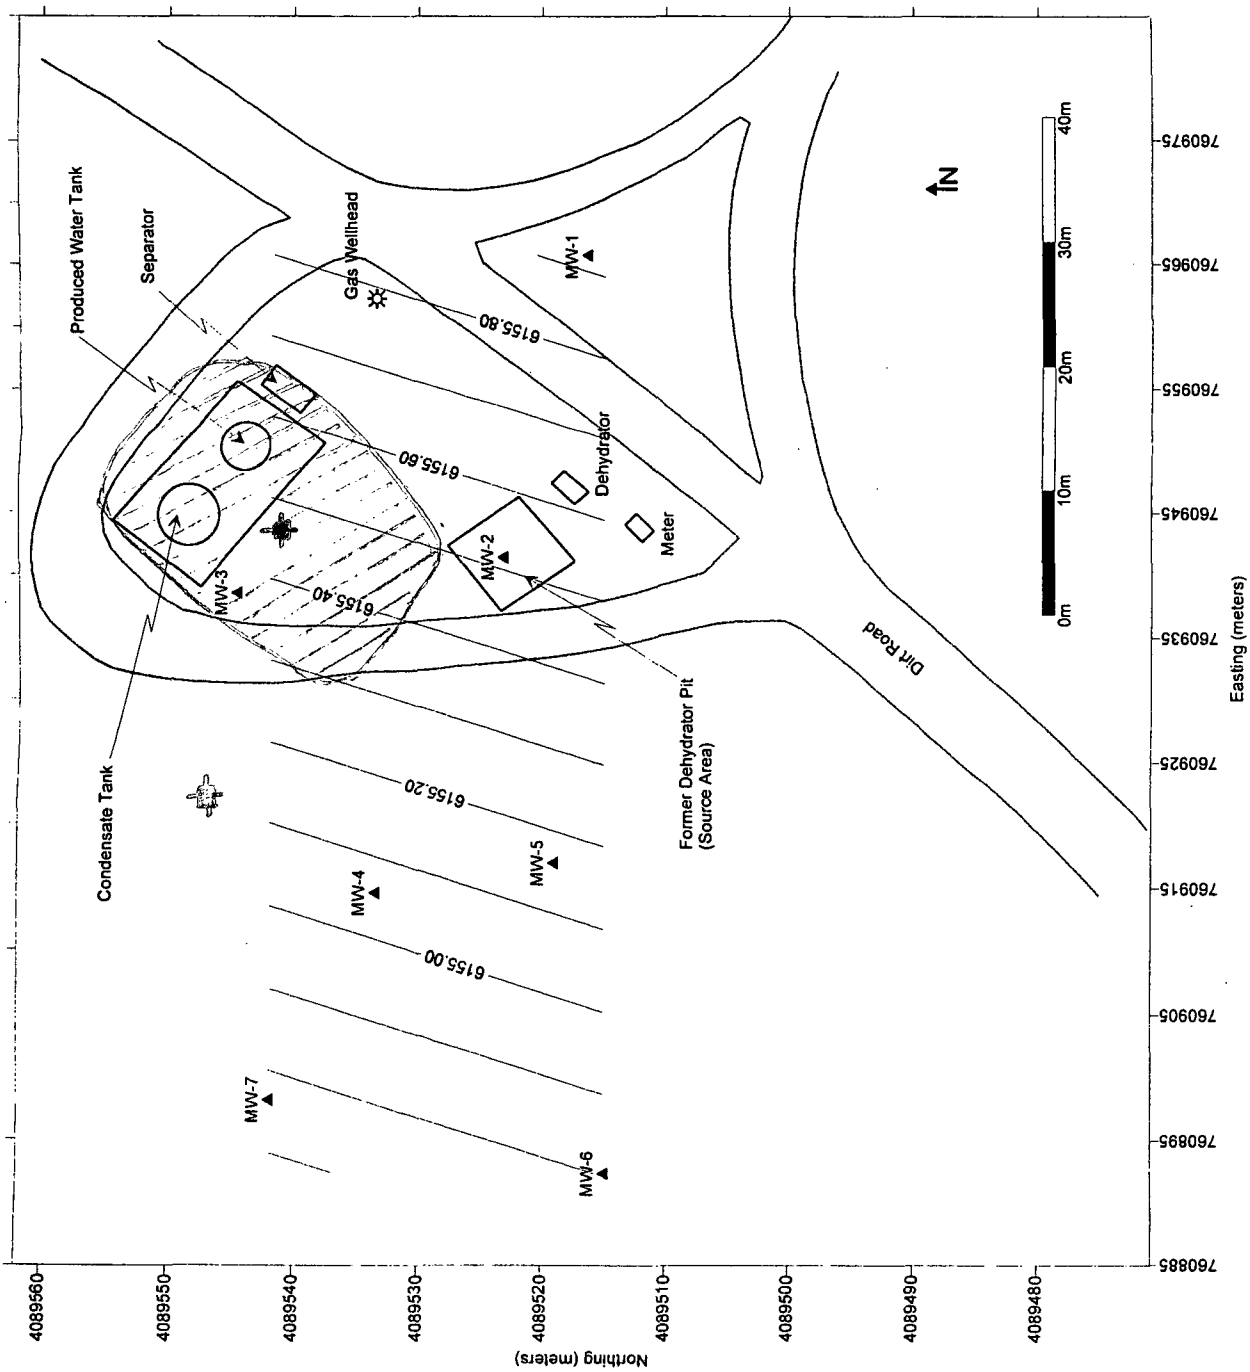 Produced Water Tank
Separator
Condensate Tank
Gas Wellhead
MW-1
MW-2
MW-3
MW-4
MW-5
MW-6
MW-7
6155.80
6155.60
6155.40
6155.20
6155.00
Dehydrator
Meter
Former Dehydrator Pit
(Source Area)
Dirt Road
N
0m
10m
20m
30m
40m
Easting (meters)
760975
760965
760955
760945
760935
760925
760915
760905
760895
760885
Northing (meters)
4089560
4089550
4089540
4089530
4089520
4089510
4089500
4089490
4089480